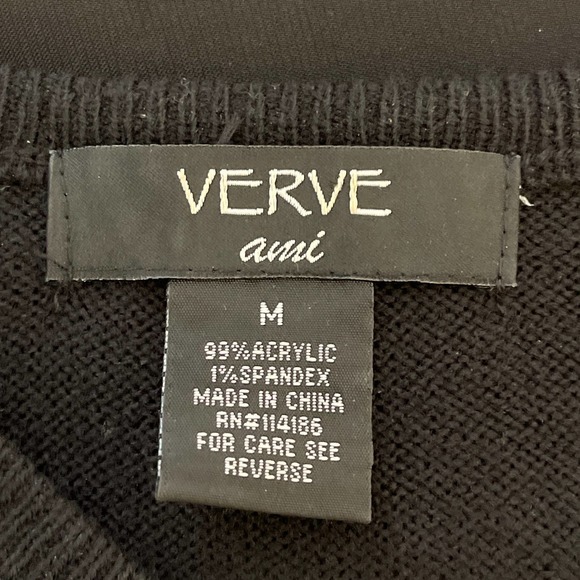 VERVE
ami
M
99%ACRYLIC
1%SPANDEX
MADE IN CHINA
RN#114186
FOR CARE SEE
REVERSE